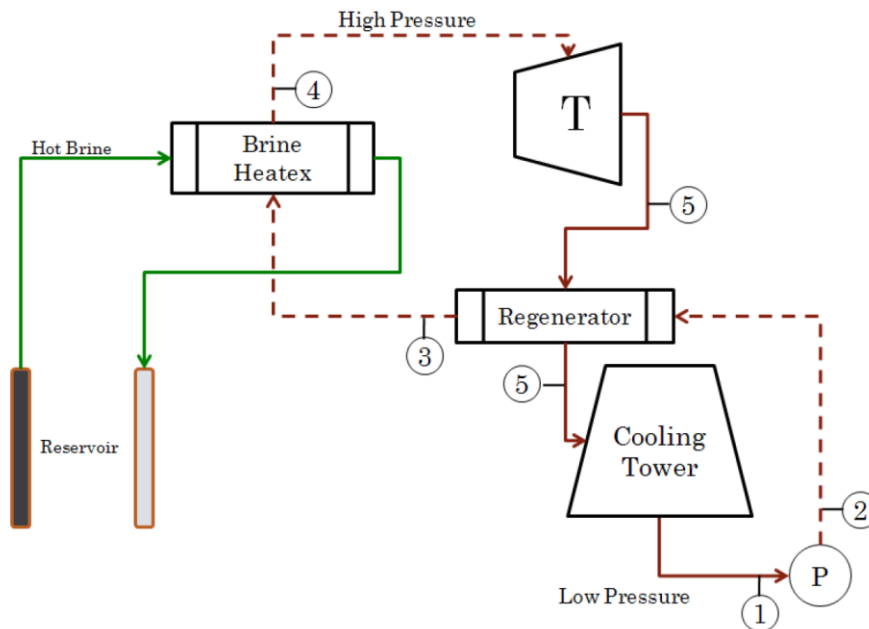 High Pressure
4
T
Brine
Heatex
Hot Brine
5
Regenerator
3
5
Cooling
Tower
Reservoir
2
P
Low Pressure
1